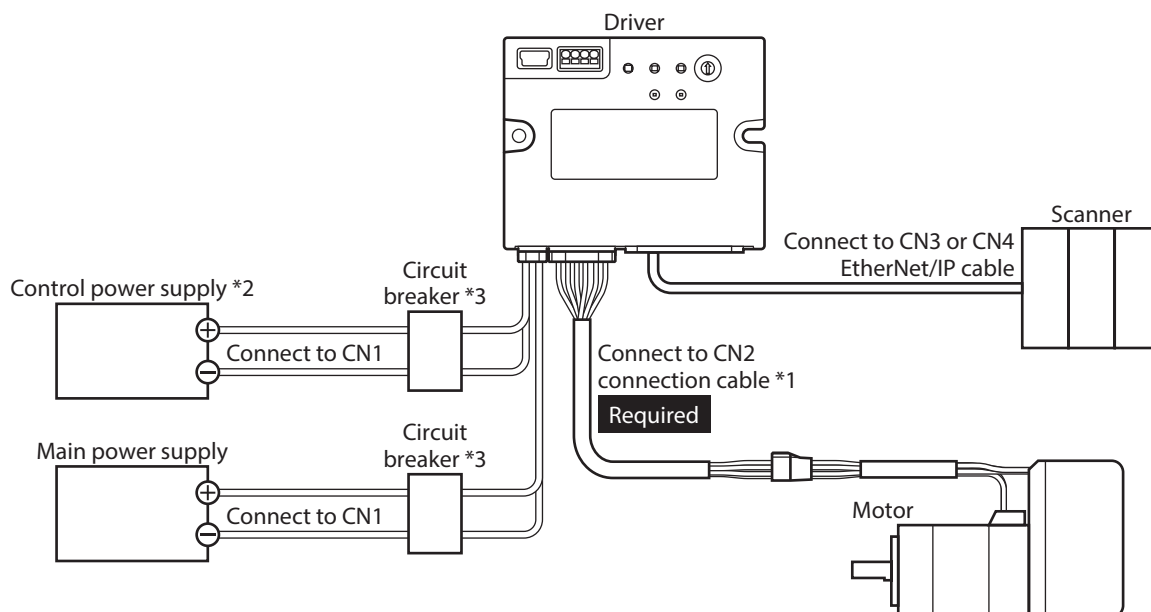 Driver
Scanner
Connect to CN3 or CN4
EtherNet/IP cable
Circuit
breaker *3
Control power supply *2
+
Connect to CN1
−
Connect to CN2
connection cable *1
Required
Circuit
breaker *3
Main power supply
+
Connect to CN1
−
Motor